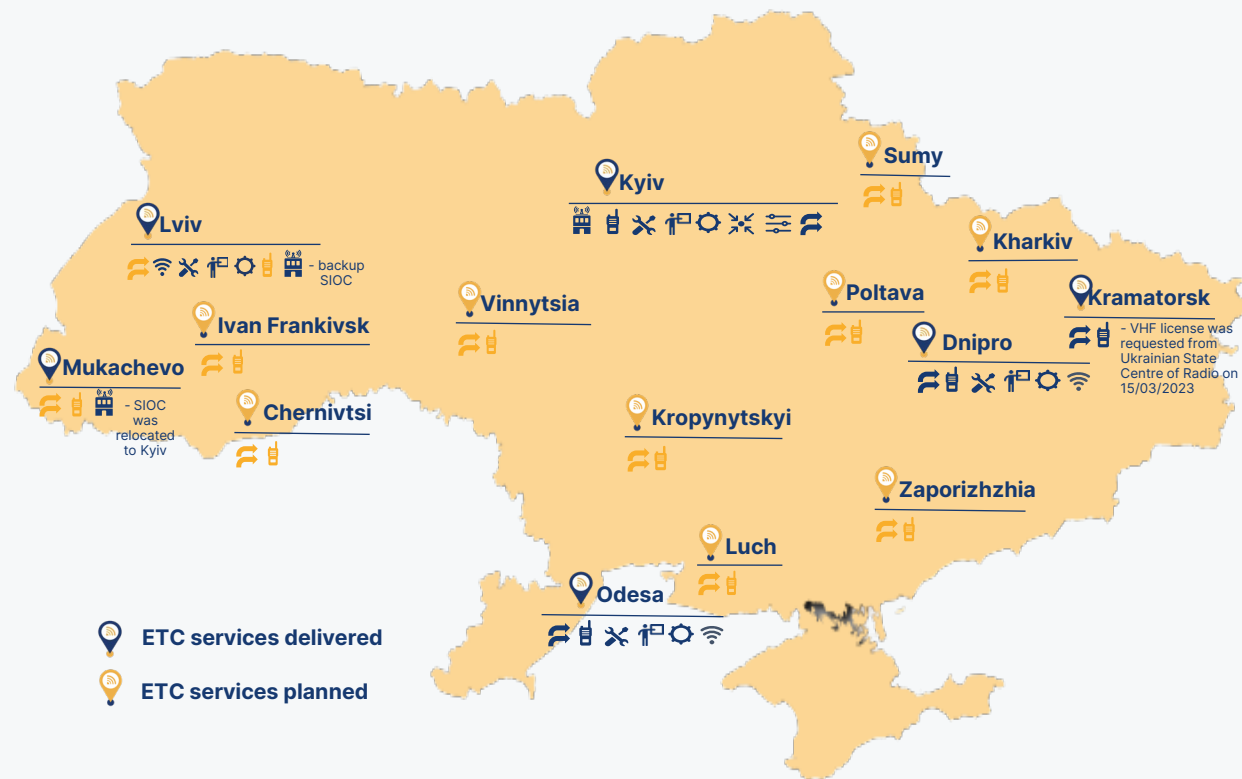 Sumy
Kyiv
Lviv
- backup
SIOC
Kharkiv
Kramatorsk
- VHF license was
requested from
Ukrainian State
Centre of Radio on
15/03/2023
Poltava
Vinnytsia
Ivan Frankivsk
Dnipro
Mukachevo
- SIOC
was
relocated
to Kyiv
Chernivtsi
Kropynytskyi
Zaporizhzhia
Luch
Odesa
ETC services delivered
ETC services planned